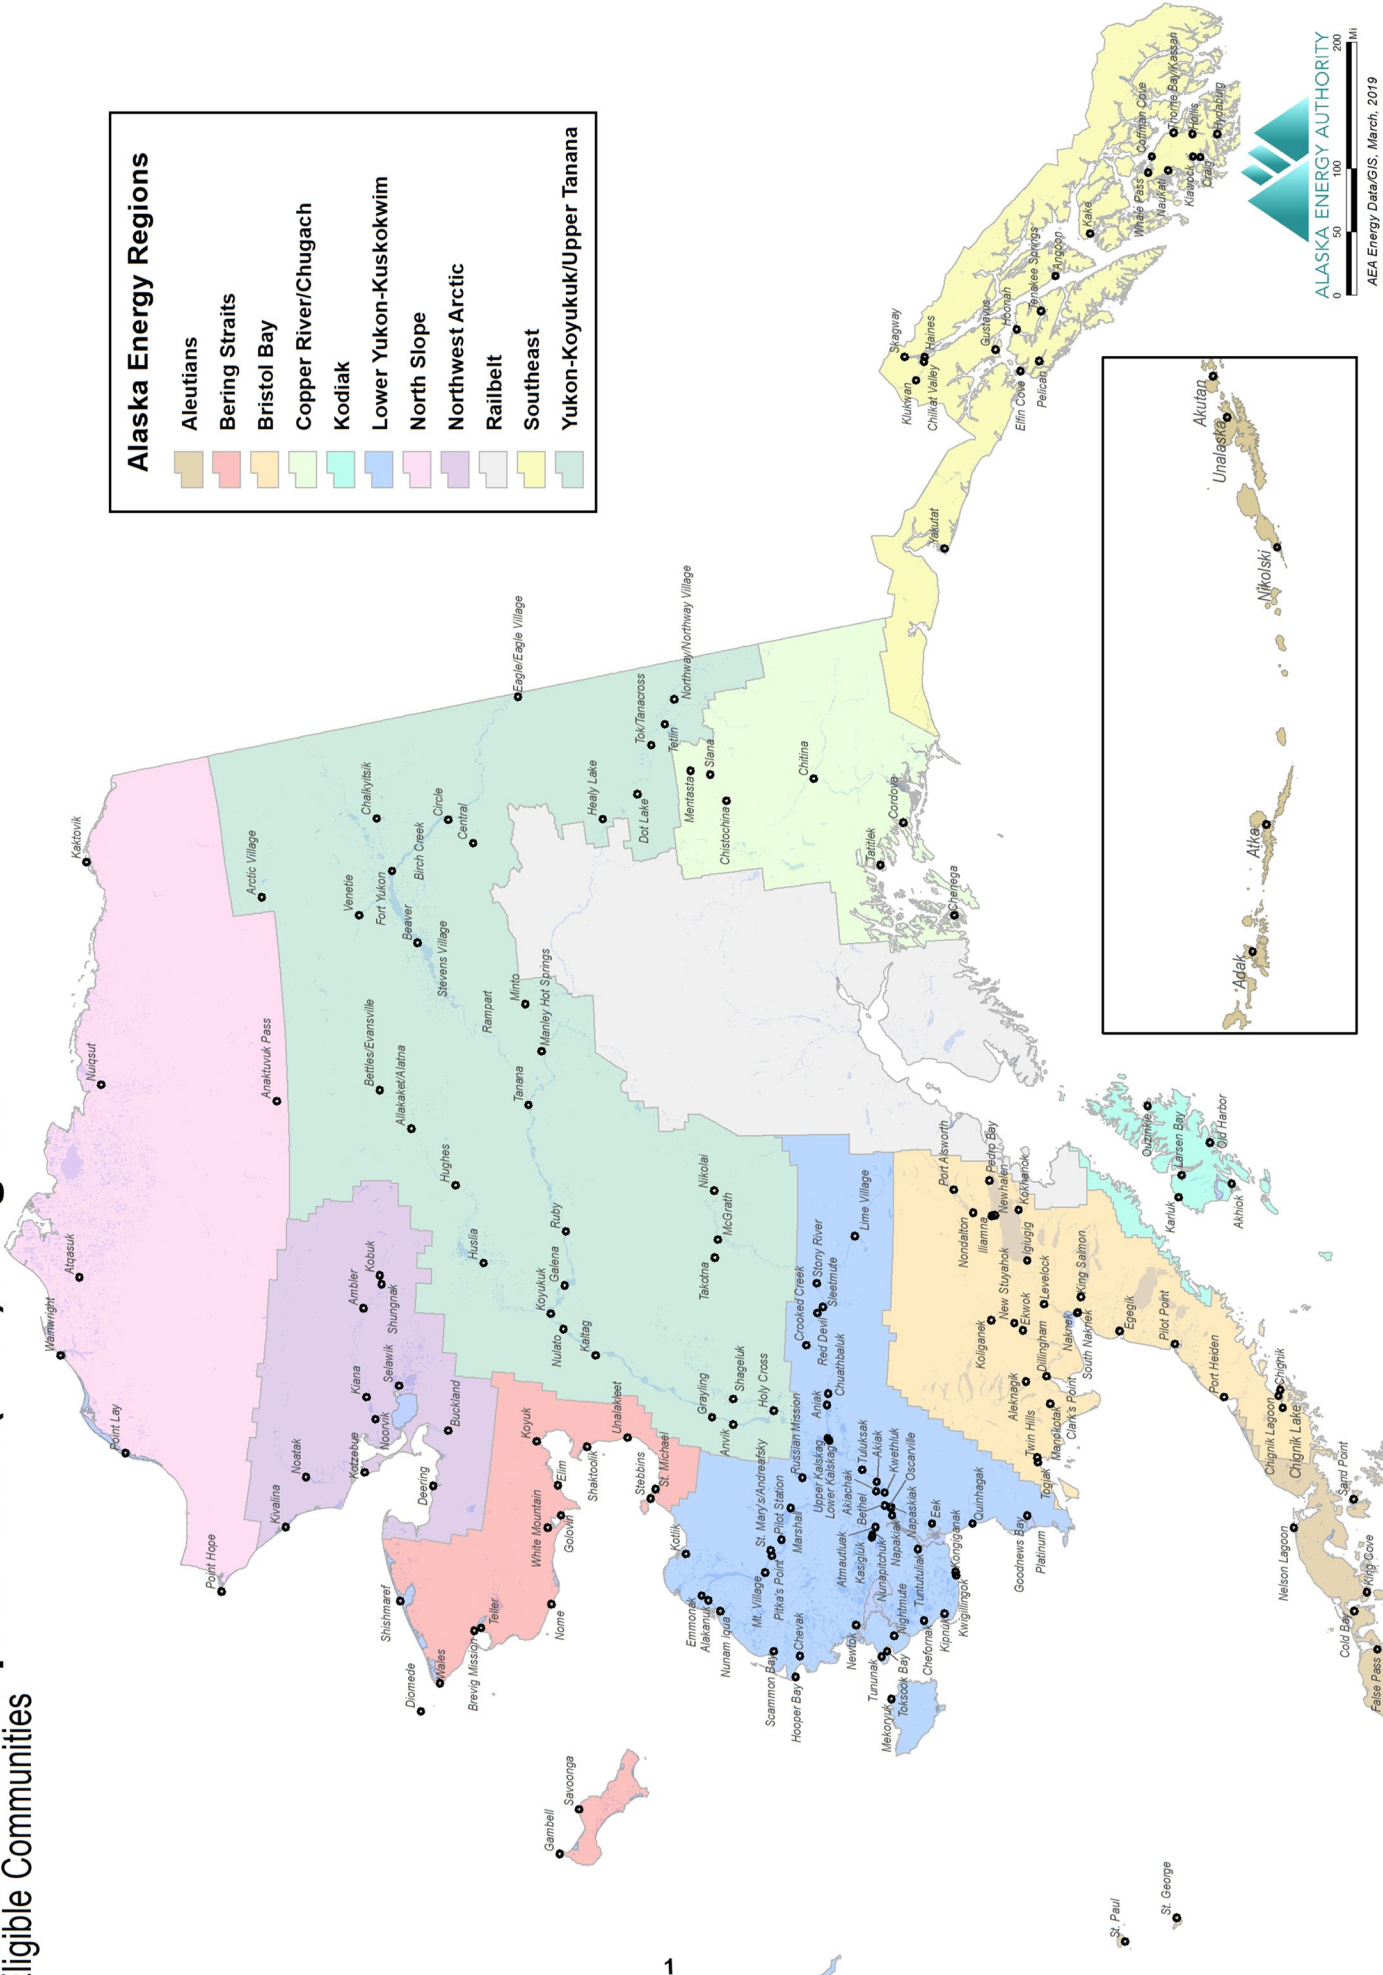 Eligible Communities
Alaska Energy Regions
Aleutians
Bering Straits
Bristol Bay
Copper River/Chugach
Kodiak
Lower Yukon-Kuskokwim
North Slope
Northwest Arctic
Railbelt
Southeast
Yukon-Koyukuk/Upper Tanana
Kaktovik
Nuiqsut
Atqasuk
Wainwright
Point Lay
Point Hope
Anaktuvuk Pass
Arctic Village
Venetie
Chalkyitsik
Fort Yukon
Birch Creek
Circle
Central
Beaver
Stevens Village
Rampart
Minto
Manley Hot Springs
Eagle/Eagle Village
Bettles/Evansville
Allakaket/Alatna
Hughes
Huslia
Tanana
Ruby
Galena
Koyukuk
Nulato
Kaltag
Healy Lake
Dot Lake
Tok/Tanacross
Tetlin
Northway/Northway Village
Nikolai
McGrath
Takotna
Grayling
Shageluk
Anvik
Holy Cross
Kobuk
Ambler
Shungnak
Kiana
Selawik
Noorvik
Kotzebue
Noatak
Kivalina
Buckland
Deering
Shishmaref
Diomede
Wales
Brevig Mission
Teller
Nome
White Mountain
Golovin
Elim
Koyuk
Shaktoolik
Unalakleet
Stebbins
St. Michael
Gambell
Savoonga
Mentasta
Slana
Chistochina
Chitina
Cordova
Tatitlek
Chenega
Kotlik
Emmonak
Alakanuk
Nunam Iqua
Mt. Village
St. Mary's/Andreafsky
Pitka's Point
Pilot Station
Marshall
Russian Mission
Scammon Bay
Hooper Bay
Chevak
Newtok
Tununak
Toksook Bay
Nightmute
Mekoryuk
Chefornak
Kipnuk
Kwigillingok
Kongiganak
Tuntutuliak
Eek
Quinhagak
Goodnews Bay
Platinum
Napakiak
Napaskiak
Oscarville
Kwethluk
Akiak
Tuluksak
Akiachak
Bethel
Atmautluak
Kasigluk
Nunapitchuk
Upper Kalskag
Lower Kalskag
Aniak
Chuathbaluk
Crooked Creek
Red Devil
Sleetmute
Stony River
Lime Village
Port Alsworth
Nondalton
Pedro Bay
Iliamna
Newhalen
Kokhanok
Igiugig
Levelock
New Stuyahok
Ekwok
Koliganek
Aleknagik
Dillingham
Clark's Point
Manokotak
Twin Hills
Togiak
King Salmon
Naknek
South Naknek
Egegik
Pilot Point
Port Heiden
Chignik
Chignik Lagoon
Chignik Lake
Ouzinkie
Larsen Bay
Karluk
Old Harbor
Akhiok
Sand Point
Nelson Lagoon
King Cove
Cold Bay
False Pass
St. Paul
St. George
Yakutat
Skagway
Haines
Klukwan
Chilkat Valley
Gustavus
Hoonah
Tenakee Springs
Elfin Cove
Pelican
Angoon
Kake
Whale Pass
Coffman Cove
Naukati
Thorne Bay/Kassan
Klawock
Hollis
Craig
Hydaburg
Akutan
Unalaska
Nikolski
Atka
Adak
ALASKA ENERGY AUTHORITY
0 50 100 200
Mi
AEA Energy Data/GIS, March, 2019
1